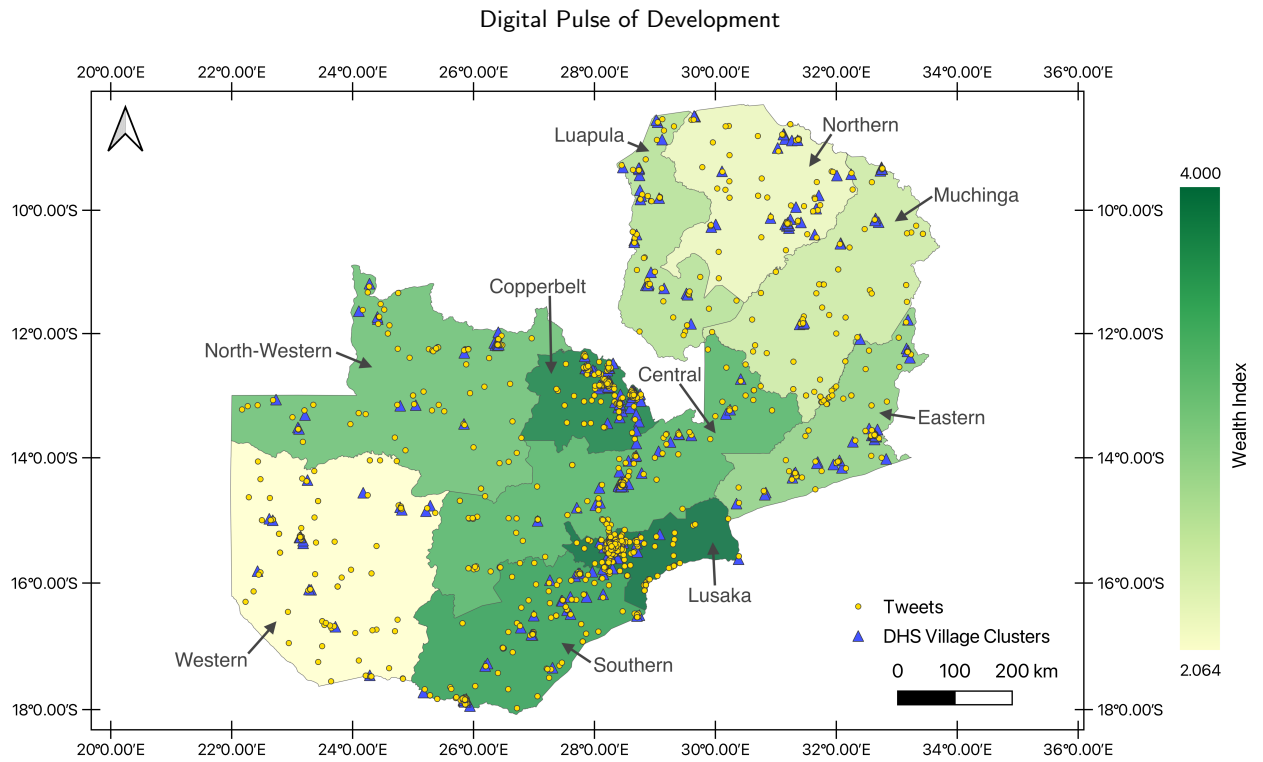 Digital Pulse of Development
20°0.00′E 22°0.00′E 24°0.00′E 26°0.00′E 28°0.00′E 30°0.00′E 32°0.00′E 34°0.00′E 36°0.00′E
Luapula
Northern
4.000
10°0.00′S
Muchinga
10°0.00′S
Copperbelt
12°0.00′S
12°0.00′S
North-Western
Central
Wealth Index
Eastern
14°0.00′S
14°0.00′S
16°0.00′S
16°0.00′S
Lusaka
Tweets
DHS Village Clusters
Western
Southern
2.064
0 100 200 km
18°0.00′S
18°0.00′S
20°0.00′E 22°0.00′E 24°0.00′E 26°0.00′E 28°0.00′E 30°0.00′E 32°0.00′E 34°0.00′E 36°0.00′E